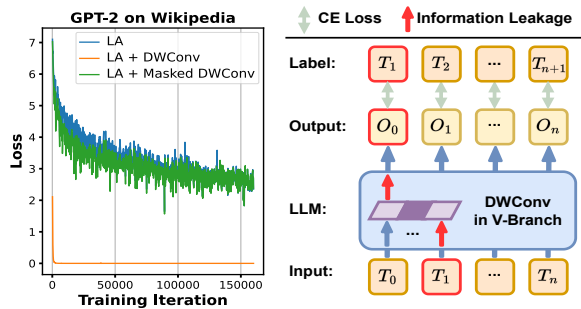 GPT-2 on Wikipedia
LA
LA + DWConv
LA + Masked DWConv
7
6
5
4
3
2
1
0
Loss
0 50000 100000 150000
Training Iteration
CE Loss Information Leakage
Label: T₁ T₂ ... Tₙ₊₁
Output: O₀ O₁ ... Oₙ
LLM: DWConv
in V-Branch
...
Input: T₀ T₁ ... Tₙ